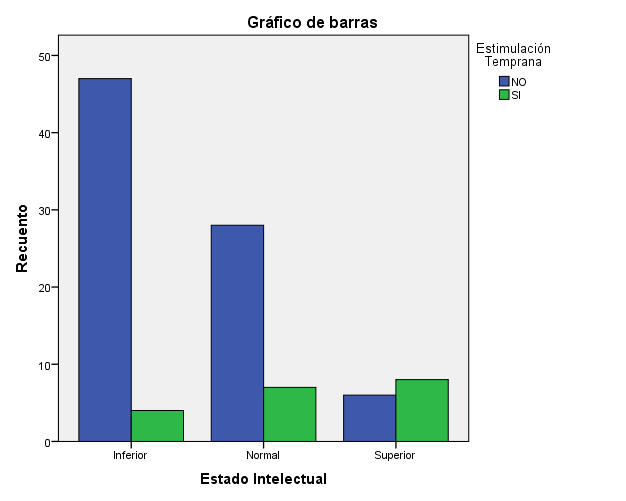 Gráfico de barras
Estimulación
Temprana
NO
SI
Recuento
50
40
30
20
10
0
Inferior
Normal
Superior
Estado Intelectual